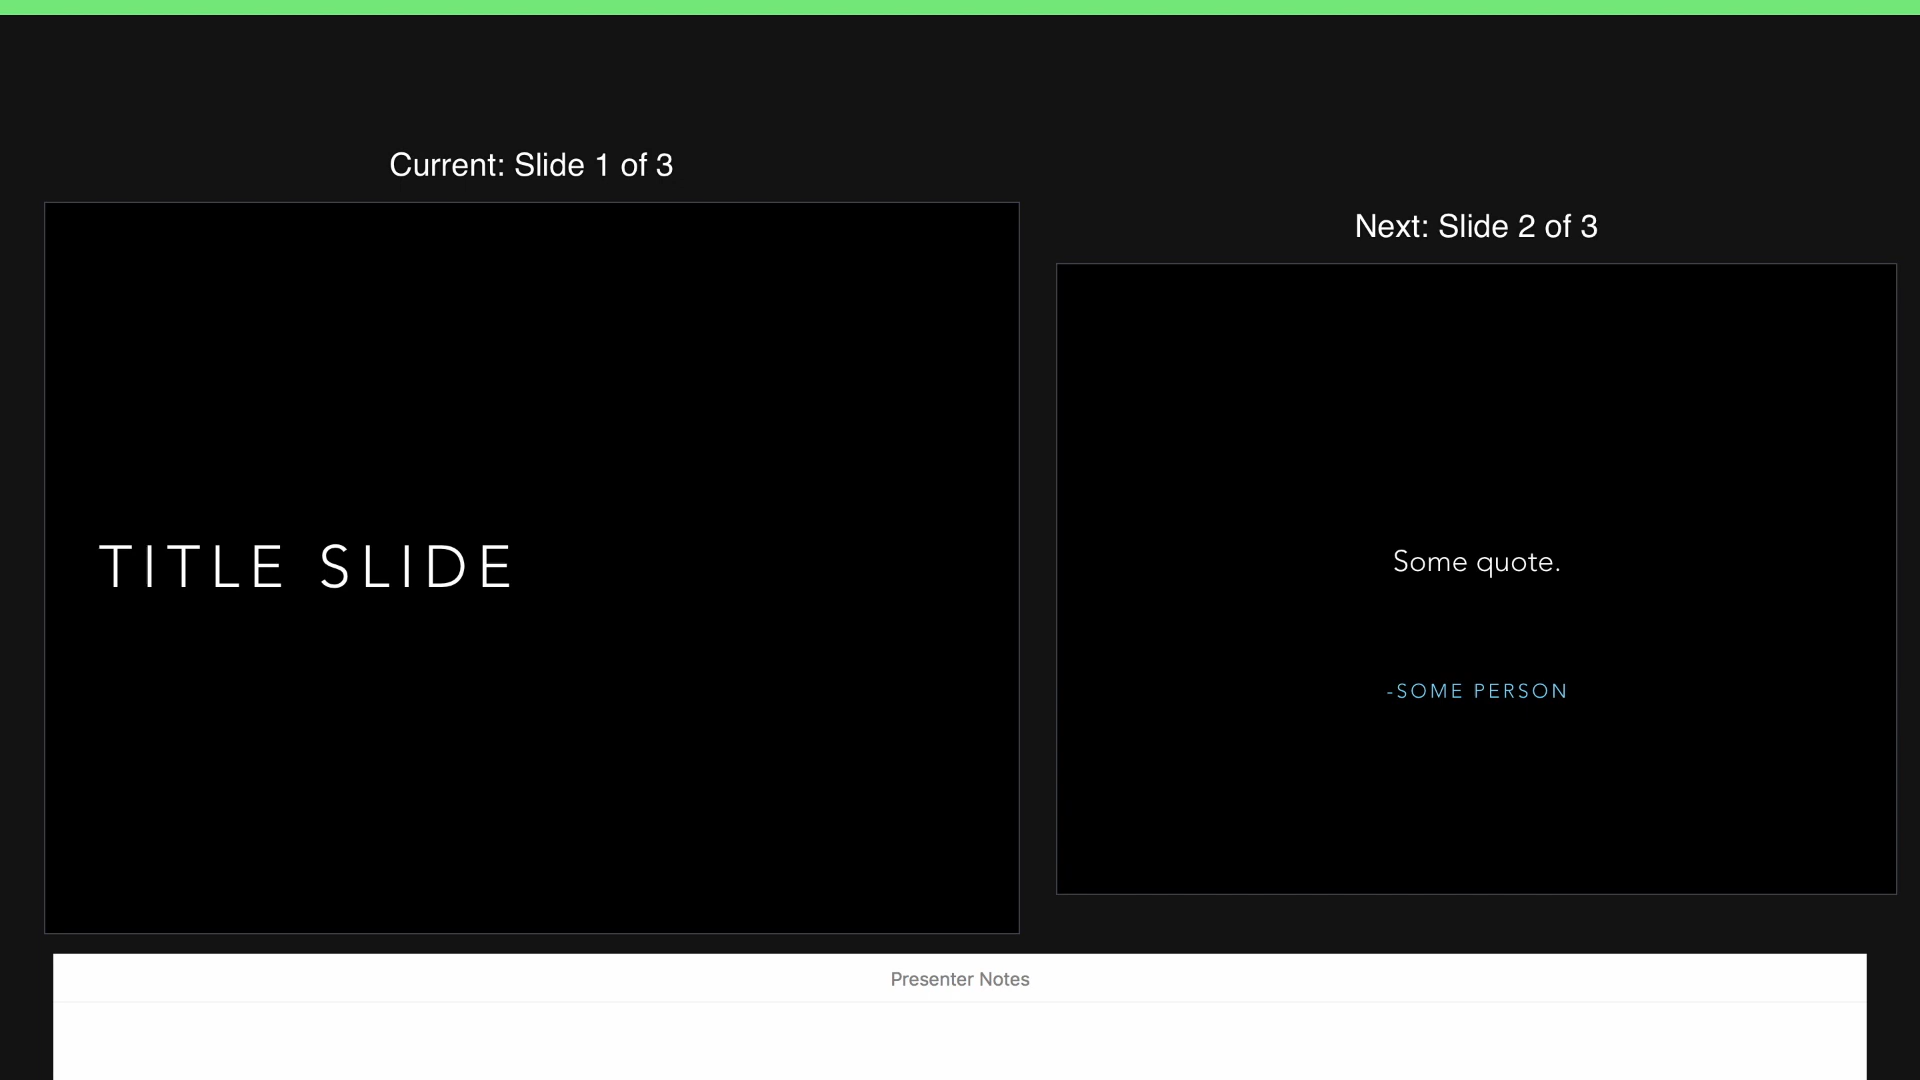 Current: Slide 1 of 3
TITLE SLIDE
Next: Slide 2 of 3
Some quote.
-SOME PERSON
Presenter Notes